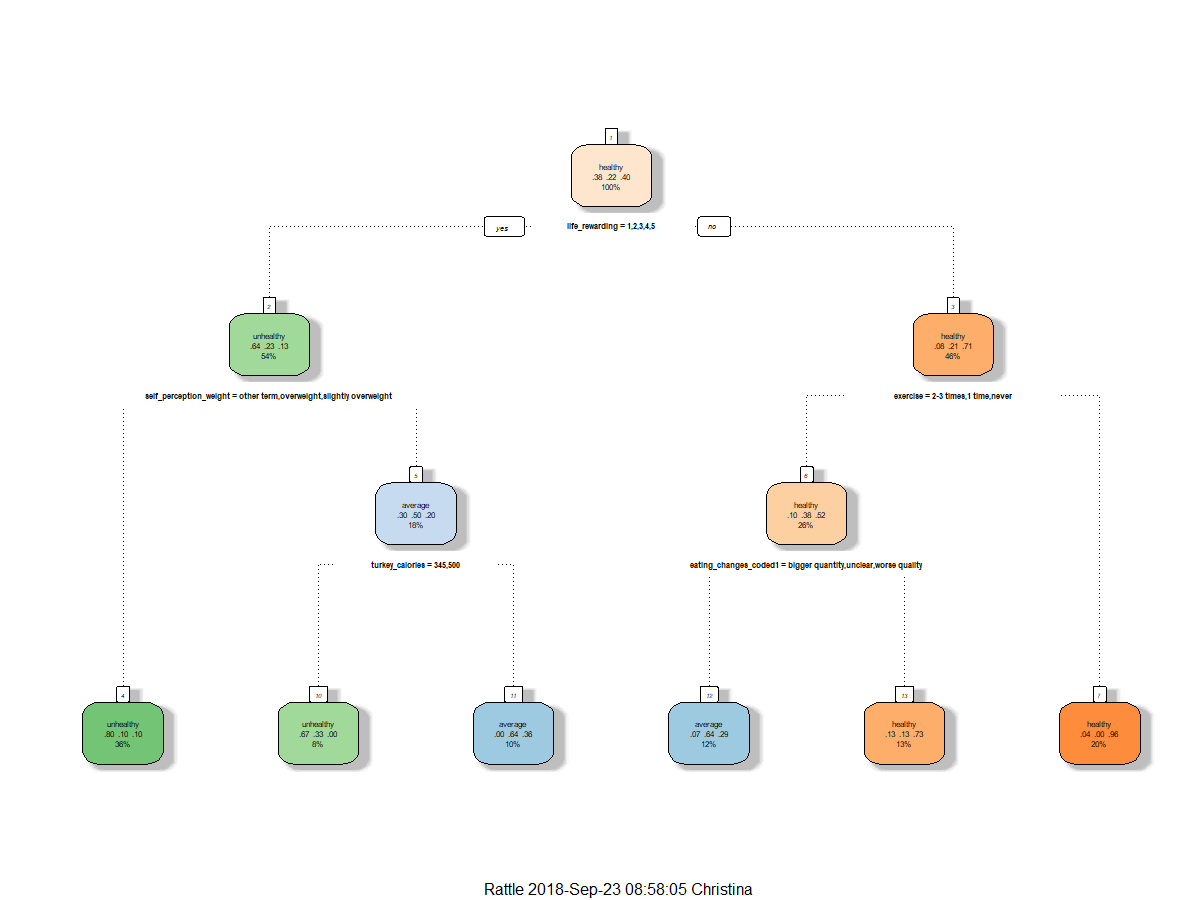 1
healthy
.38 .22 .40
100%
yes
life_rewarding = 1,2,3,4,5
no
2
unhealthy
.64 .23 .13
54%
3
healthy
.08 .21 .71
46%
self_perception_weight = other term,overweight,slightly overweight
exercise = 2-3 times,1 time,never
5
average
.30 .50 .20
18%
6
healthy
.10 .38 .52
26%
turkey_calories = 345,500
eating_changes_coded1 = bigger quantity,unclear,worse quality
4
unhealthy
.80 .10 .10
36%
10
unhealthy
.67 .33 .00
8%
11
average
.00 .64 .36
10%
12
average
.07 .64 .29
12%
13
healthy
.13 .13 .73
13%
7
healthy
.04 .00 .96
20%
Rattle 2018-Sep-23 08:58:05 Christina